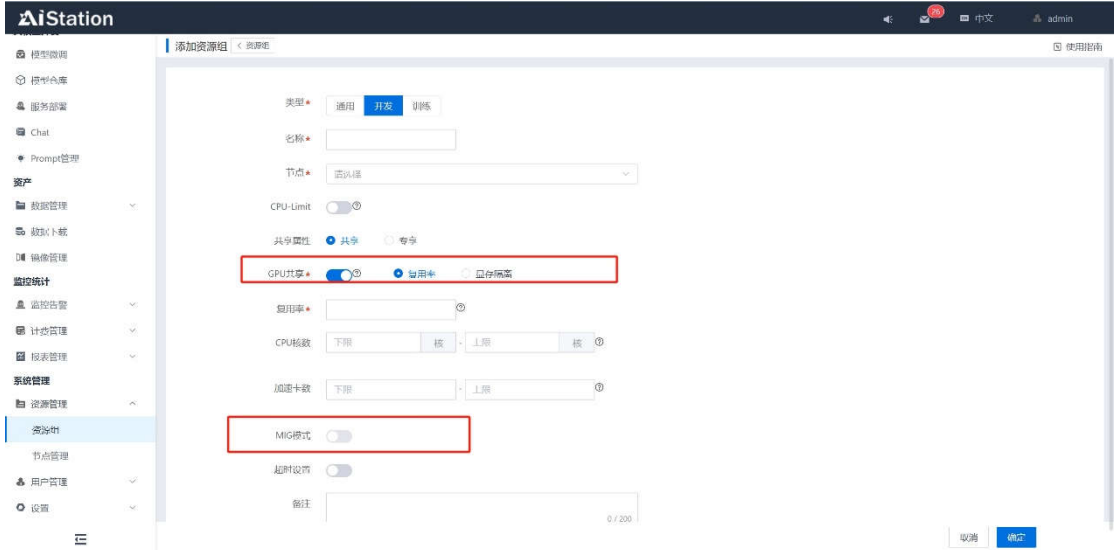 AiStation
26
中文
admin
模型微调
模型仓库
服务部署
Chat
Prompt管理
资产
数据管理
数据下载
镜像管理
监控统计
监控告警
计费管理
报表管理
系统管理
资源管理
资源组
节点管理
用户管理
设置
添加资源组 < 资源组
使用指南
类型* 通用 开发 训练
名称*
节点* 请选择
CPU-Limit
共享属性 共享 专享
GPU共享* 复用率 显存隔离
复用率*
CPU核数 下限 核 - 上限 核
加速卡数 下限 - 上限
MIG模式
超时设置
备注
0 / 200
取消 确定